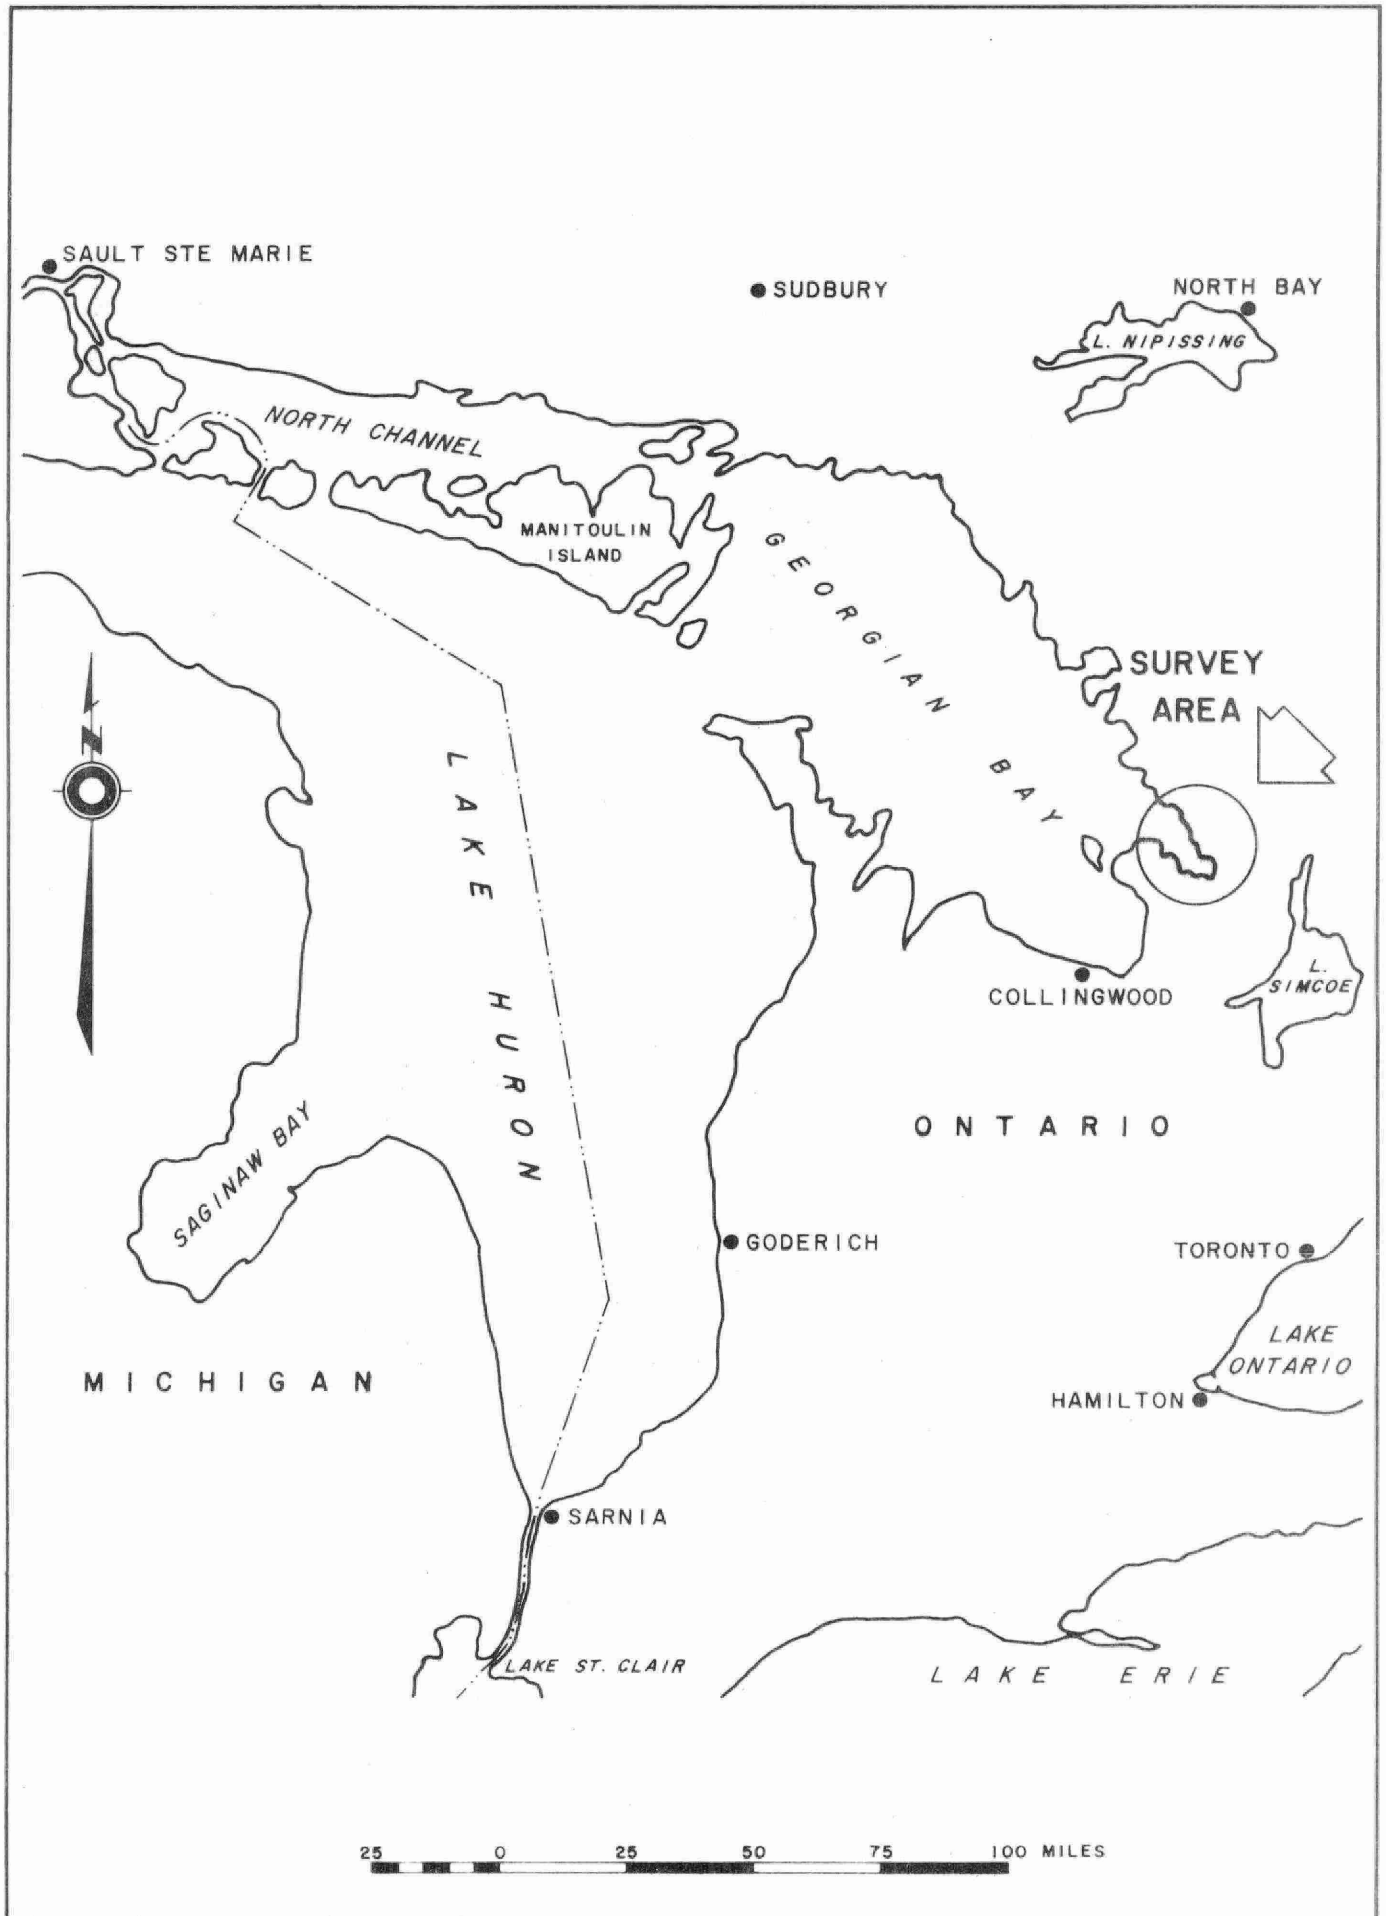 SAULT STE MARIE
SUDBURY
NORTH BAY
L. NIPISSING
NORTH CHANNEL
MANITOULIN
ISLAND
GEORGIAN BAY
SURVEY
AREA
N
LAKE HURON
L.
SIMCOE
COLLINGWOOD
ONTARIO
SAGINAW BAY
GODERICH
TORONTO
LAKE
ONTARIO
MICHIGAN
HAMILTON
SARNIA
LAKE ST. CLAIR
LAKE ERIE
25 0 25 50 75 100 MILES